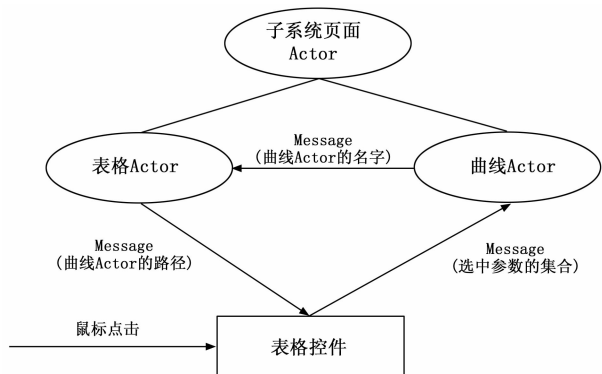 子系统页面
Actor
表格Actor
Message
(曲线Actor的名字)
曲线Actor
Message
(曲线Actor的路径)
Message
(选中参数的集合)
鼠标点击
表格控件